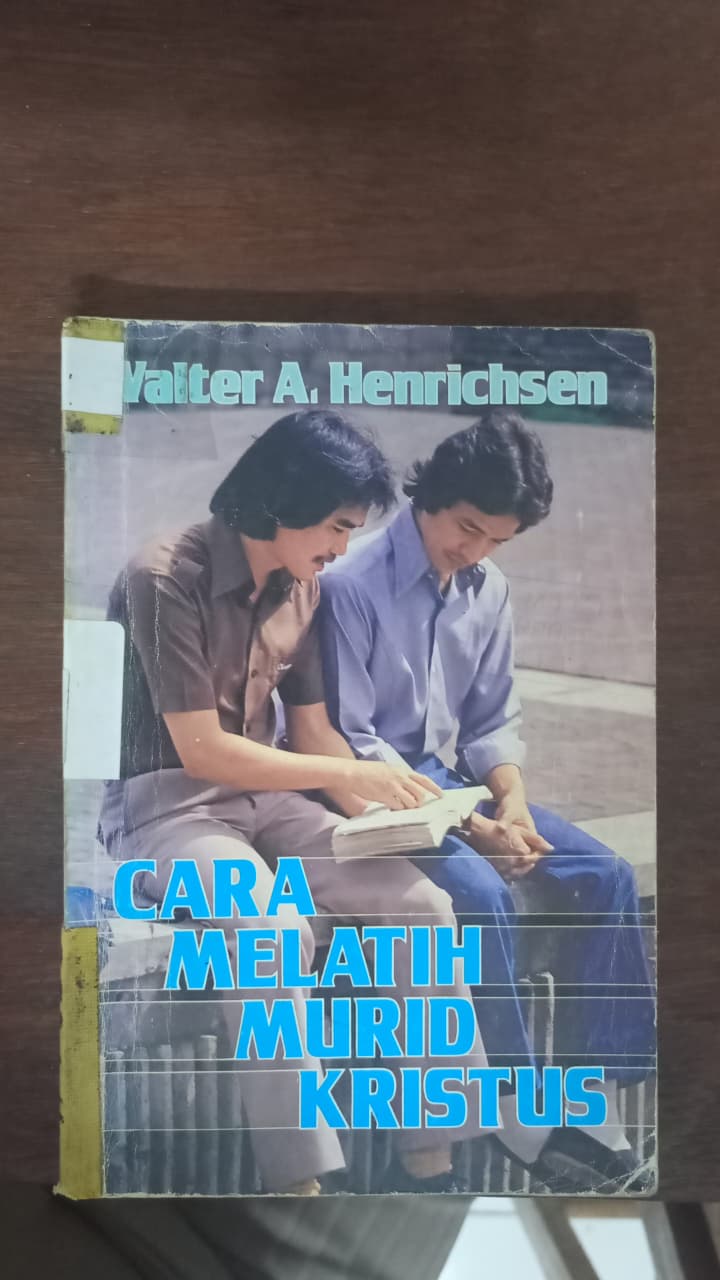 Walter A. Henrichsen
CARA
MELATIH
MURID
KRISTUS